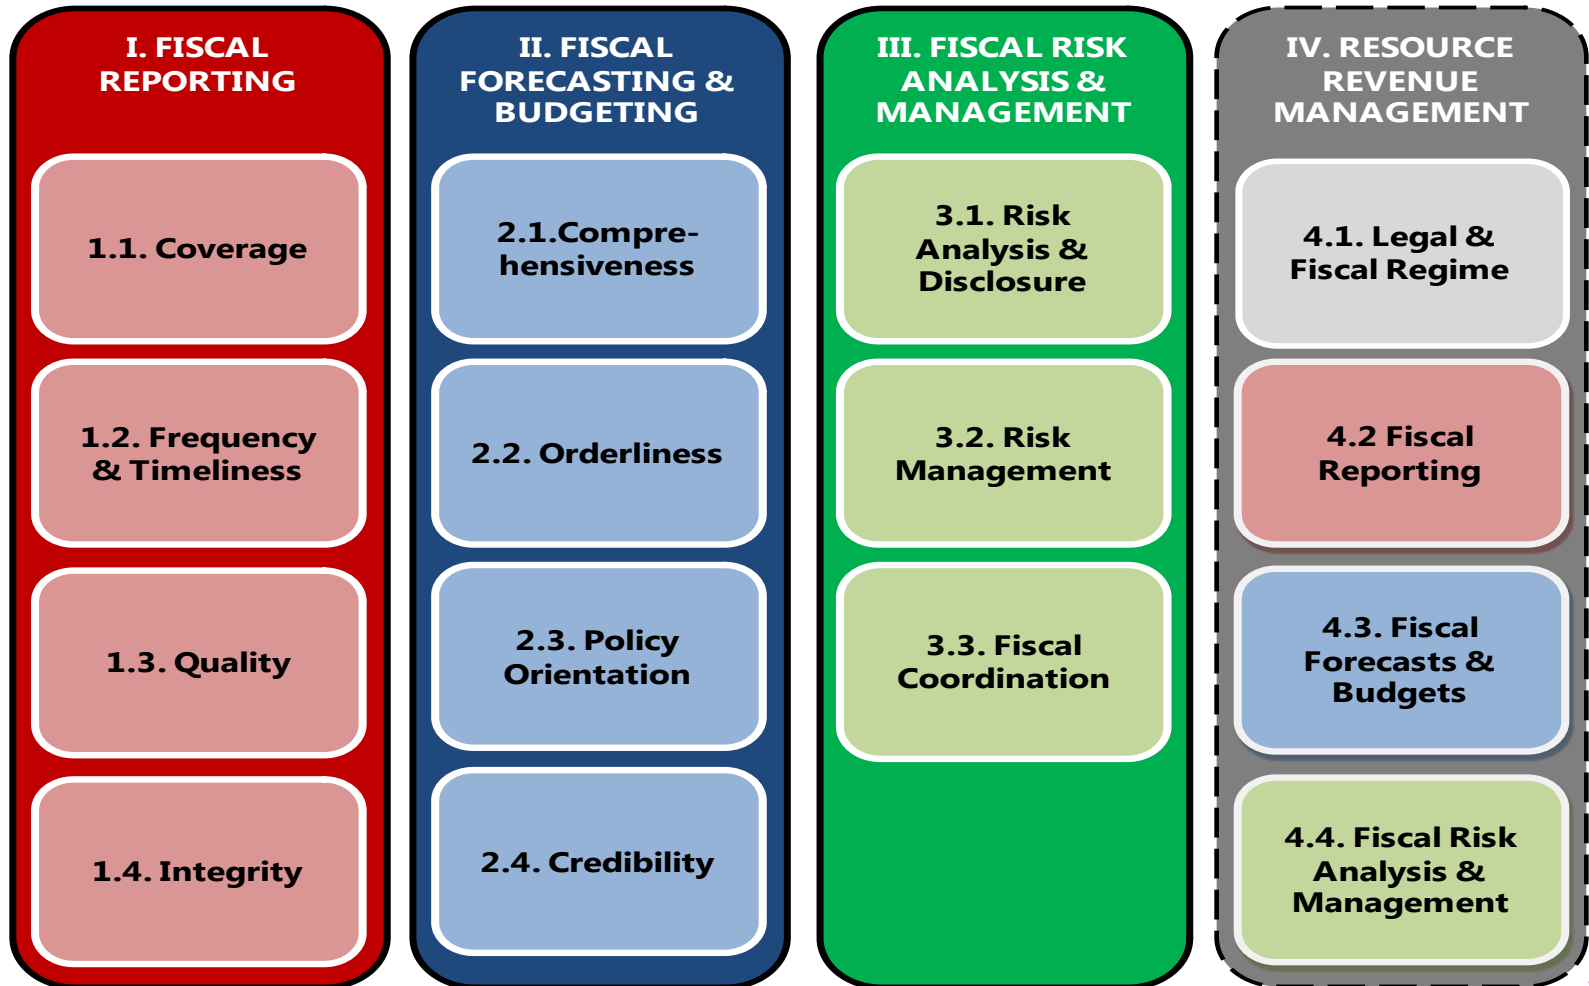 I. FISCAL
REPORTING
1.1. Coverage
1.2. Frequency
& Timeliness
1.3. Quality
1.4. Integrity
II. FISCAL
FORECASTING &
BUDGETING
2.1.Compre-
hensiveness
2.2. Orderliness
2.3. Policy
Orientation
2.4. Credibility
III. FISCAL RISK
ANALYSIS &
MANAGEMENT
3.1. Risk
Analysis &
Disclosure
3.2. Risk
Management
3.3. Fiscal
Coordination
IV. RESOURCE
REVENUE
MANAGEMENT
4.1. Legal &
Fiscal Regime
4.2 Fiscal
Reporting
4.3. Fiscal
Forecasts &
Budgets
4.4. Fiscal Risk
Analysis &
Management